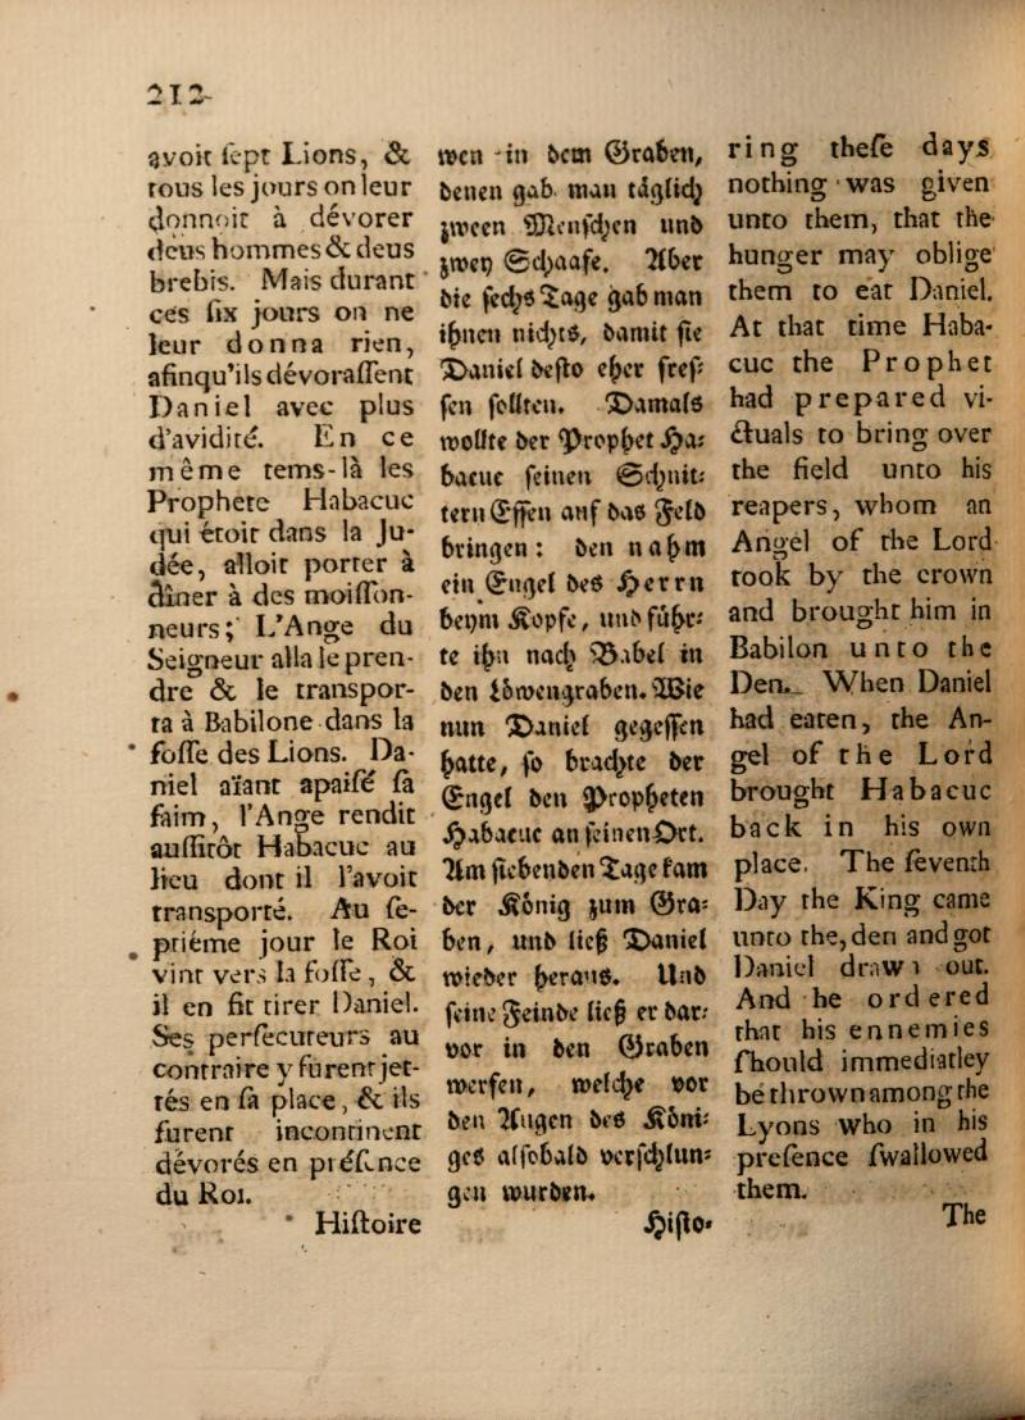 212
avoit ſept Lions, &
tous les jours on leur
donnoit à dévorer
deus hommes & deus
brebis. Mais durant
ces ſix jours on ne
leur donna rien,
afinqu'ils dévoraſſent
Daniel avec plus
d'avidité. En ce
même tems-là les
Prophete Habacuc
qui étoit dans la Ju-
dée, alloit porter à
dîner à des moiſſon-
neurs; L'Ange du
Seigneur alla le pren-
dre & le transpor-
ta à Babilone dans la
foſſe des Lions. Da-
niel aïant apaiſé ſa
faim, l'Ange rendit
auſſitôt Habacuc au
lieu dont il l'avoit
transporté. Au ſe-
ptiéme jour le Roi
vint vers la foſſe, &
il en fit tirer Daniel.
Ses perſecuteurs au
contraire y furent jet-
tés en ſa place, & ils
furent incontinent
dévorés en préſence
du Roi.
Hiſtoire
wen in dem Graben,
denen gab man täglich
zween Menſchen und
zwey Schaafe. Aber
die ſechs Tage gab man
ihnen nichts, damit ſie
Daniel deſto eher freſ-
ſen ſollten. Damals
wollte der Prophet Ha-
bacuc ſeinen Schnit-
tern Eſſen auf das Feld
bringen: den nahm
ein Engel des Herrn
beym Kopfe, und führ-
te ihn nach Babel in
den Löwengraben. Wie
nun Daniel gegeſſen
hatte, ſo brachte der
Engel den Propheten
Habacuc an ſeinen Ort.
Am ſiebenden Tage kam
der König zum Gra-
ben, und ließ Daniel
wieder heraus. Und
ſeine Feinde ließ er dar-
vor in den Graben
werfen, welche vor
den Augen des Köni-
ges alſobald verſchlun-
gen wurden.
Hiſto-
ring theſe days
nothing was given
unto them, that the
hunger may oblige
them to eat Daniel.
At that time Haba-
cuc the Prophet
had prepared vi-
ctuals to bring over
the field unto his
reapers, whom an
Angel of the Lord
took by the crown
and brought him in
Babilon unto the
Den. When Daniel
had eaten, the An-
gel of the Lord
brought Habacuc
back in his own
place. The ſeventh
Day the King came
unto the, den and got
Daniel drawn out.
And he ordered
that his ennemies
ſhould immediatley
be thrown among the
Lyons who in his
preſence ſwallowed
them.
The